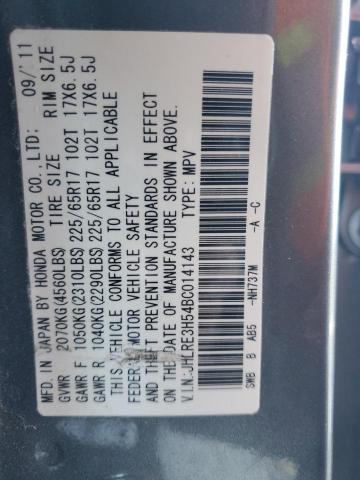 MFD. IN JAPAN BY HONDA MOTOR CO., LTD: 09/ 11
GVWR 2070KG(4560LBS) TIRE SIZE RIM SIZE
GAWR F 1050KG(2310LBS) 225/65R17 102T 17X6.5J
GAWR R 1040KG(2290LBS) 225/65R17 102T 17X6.5J
THIS VEHICLE CONFORMS TO ALL APPLICABLE
FEDERAL MOTOR VEHICLE SAFETY
AND THEFT PREVENTION STANDARDS IN EFFECT
ON THE DATE OF MANUFACTURE SHOWN ABOVE.
VIN: JHLRE3H54BC014143 TYPE: MPV
SWB B AB5 -NH737M -A -C